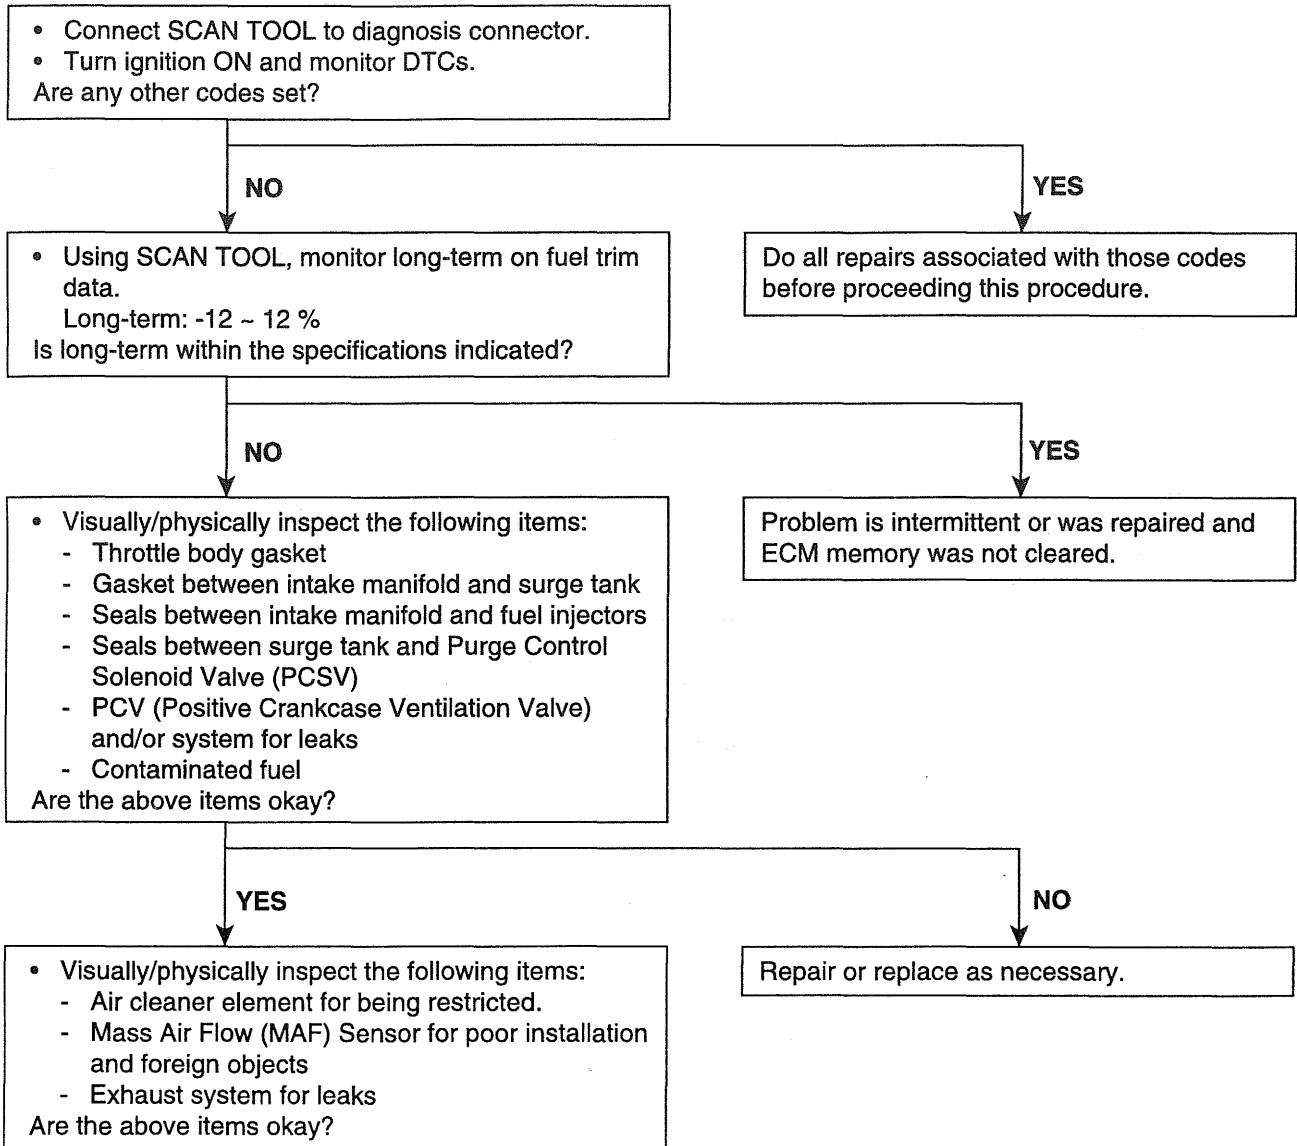 • Connect SCAN TOOL to diagnosis connector.
• Turn ignition ON and monitor DTCs.
Are any other codes set?
NO
YES
• Using SCAN TOOL, monitor long-term on fuel trim
data.
Long-term: -12 ~ 12 %
Is long-term within the specifications indicated?
Do all repairs associated with those codes
before proceeding this procedure.
NO
YES
• Visually/physically inspect the following items:
- Throttle body gasket
- Gasket between intake manifold and surge tank
- Seals between intake manifold and fuel injectors
- Seals between surge tank and Purge Control
Solenoid Valve (PCSV)
- PCV (Positive Crankcase Ventilation Valve)
and/or system for leaks
- Contaminated fuel
Are the above items okay?
Problem is intermittent or was repaired and
ECM memory was not cleared.
YES
NO
• Visually/physically inspect the following items:
- Air cleaner element for being restricted.
- Mass Air Flow (MAF) Sensor for poor installation
and foreign objects
- Exhaust system for leaks
Are the above items okay?
Repair or replace as necessary.